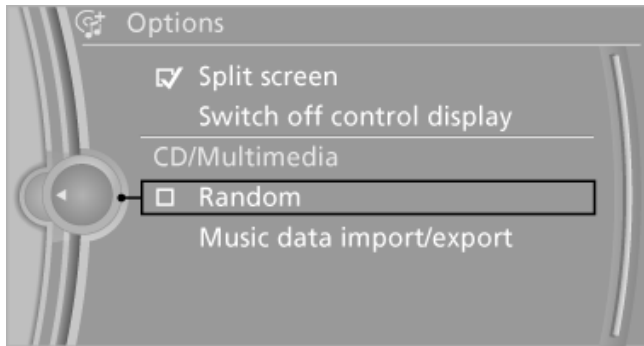 Options
Split screen
Switch off control display
CD/Multimedia
Random
Music data import/export